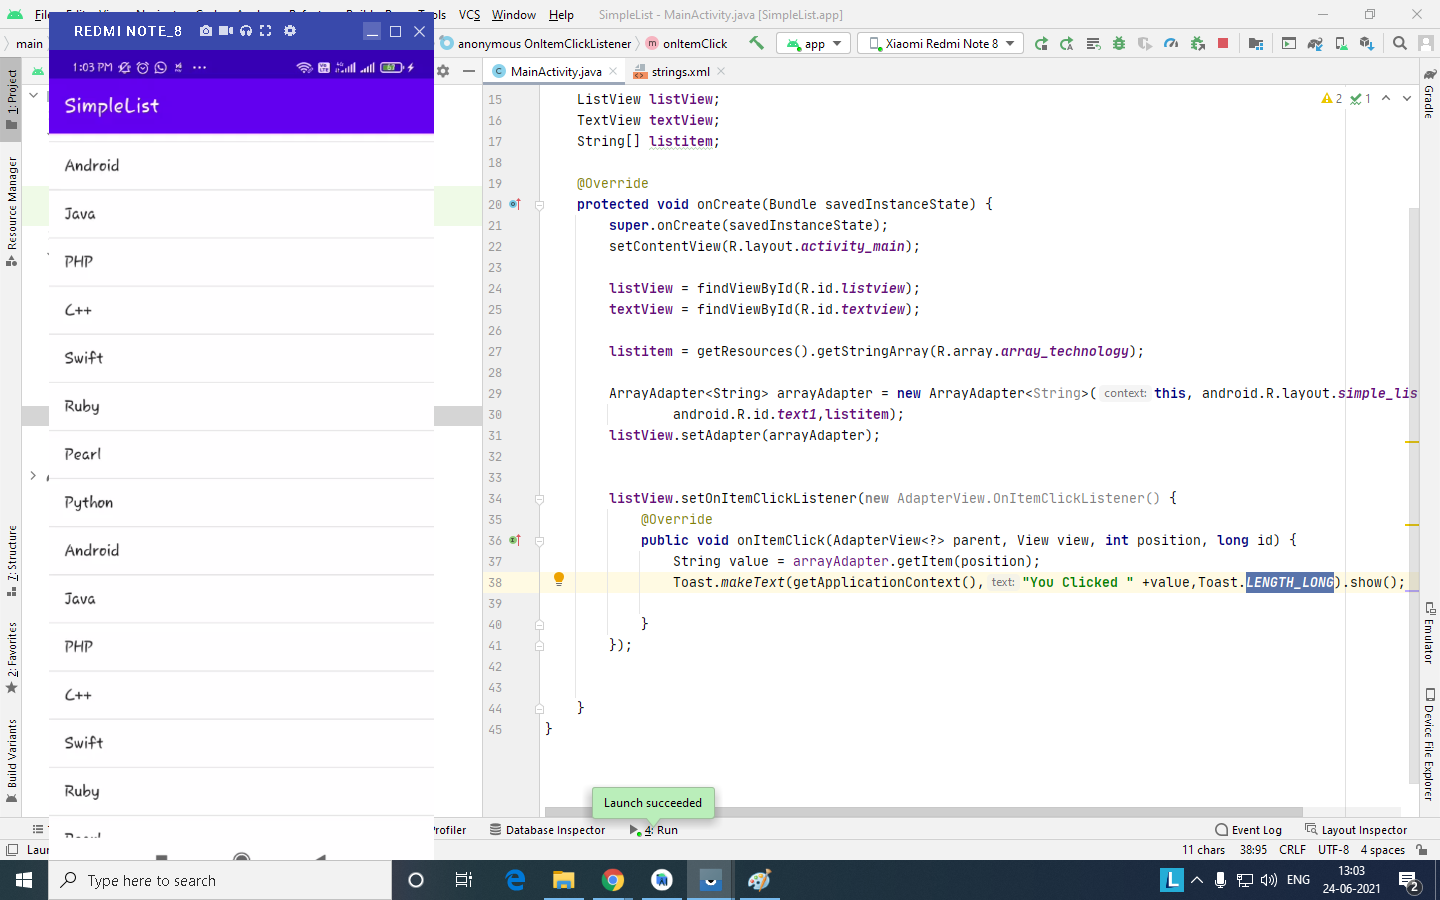 File
Tools
VCS
Window
Help
SimpleList - MainActivity.java [SimpleList.app]
main
anonymous OnItemClickListener
onItemClick
app
Xiaomi Redmi Note 8
REDMI NOTE_8
1:03 PM
67
SimpleList
Android
Java
PHP
C++
Swift
Ruby
Pearl
Python
Android
Java
PHP
C++
Swift
Ruby
Pearl
1: Project
Resource Manager
7: Structure
2: Favorites
Build Variants
MainActivity.java
strings.xml
2
1
15 ListView listView;
16 TextView textView;
17 String[] listitem;
18
19 @Override
20 protected void onCreate(Bundle savedInstanceState) {
21 super.onCreate(savedInstanceState);
22 setContentView(R.layout.activity_main);
23
24 listView = findViewById(R.id.listview);
25 textView = findViewById(R.id.textview);
26
27 listitem = getResources().getStringArray(R.array.array_technology);
28
29 ArrayAdapter<String> arrayAdapter = new ArrayAdapter<String>( context: this, android.R.layout.simple_lis
30 android.R.id.text1,listitem);
31 listView.setAdapter(arrayAdapter);
32
33
34 listView.setOnItemClickListener(new AdapterView.OnItemClickListener() {
35 @Override
36 public void onItemClick(AdapterView<?> parent, View view, int position, long id) {
37 String value = arrayAdapter.getItem(position);
38 Toast.makeText(getApplicationContext(), text: "You Clicked " +value,Toast.LENGTH_LONG).show();
39
40 }
41 });
42
43
44 }
45 }
Gradle
Emulator
Device File Explorer
Launch succeeded
Profiler
Database Inspector
4: Run
Event Log
Layout Inspector
Lau
11 chars
38:95
CRLF
UTF-8
4 spaces
Type here to search
L
ENG
13:03
24-06-2021
2